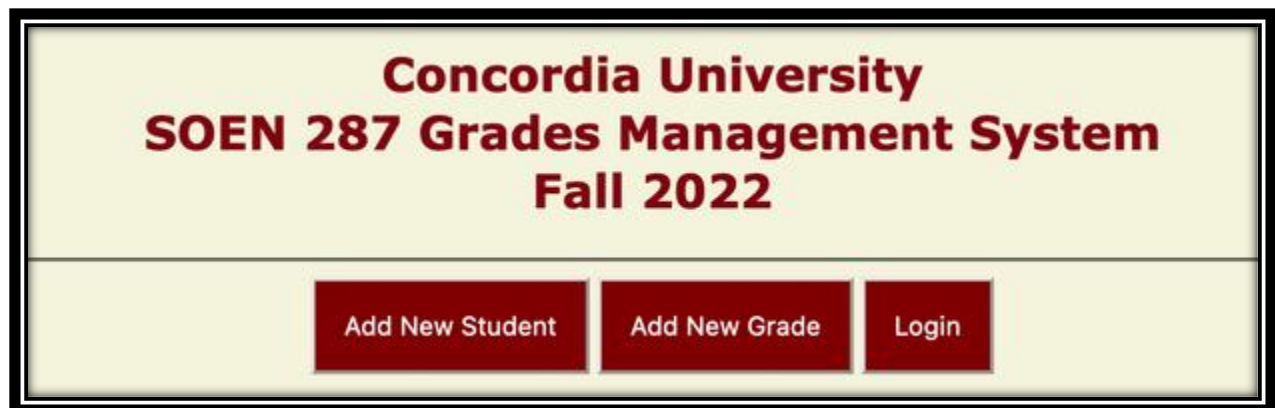 Concordia University
SOEN 287 Grades Management System
Fall 2022
Add New Student Add New Grade Login